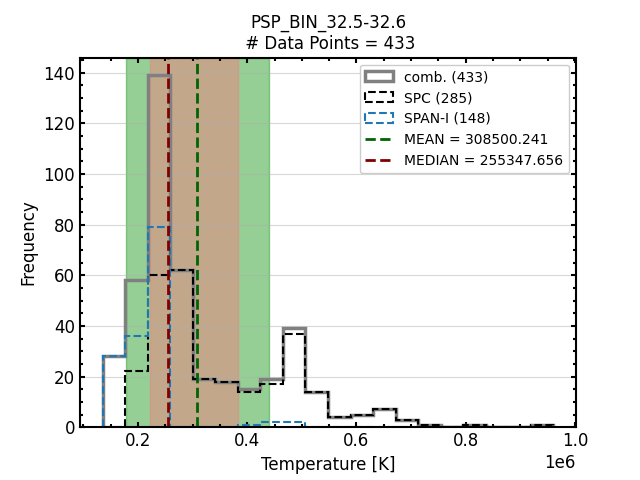 PSP_BIN_32.5-32.6
# Data Points = 433
comb. (433)
SPC (285)
SPAN-I (148)
MEAN = 308500.241
MEDIAN = 255347.656
Frequency
140
120
100
80
60
40
20
0
0.2
0.4
0.6
0.8
1.0
Temperature [K]
1e6